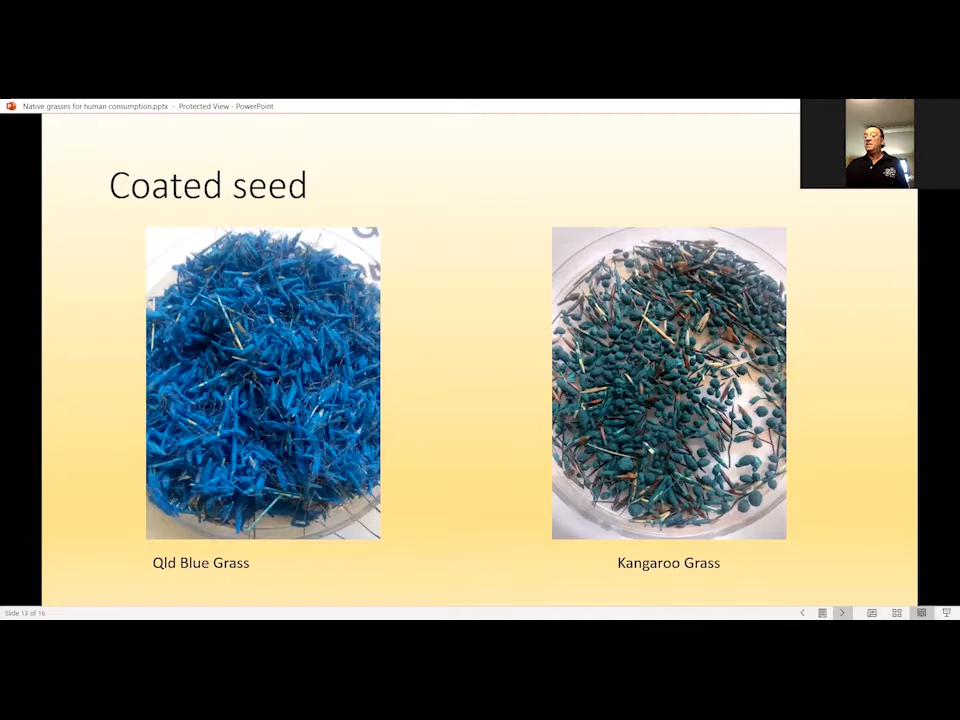 Native grasses for human consumption.pptx - Protected View - PowerPoint
Coated seed
Qld Blue Grass
Kangaroo Grass
Slide 13 of 16